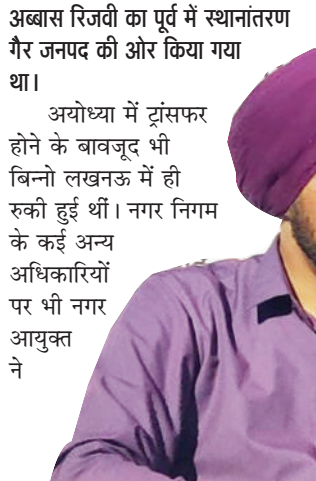 अब्बास रिजवी का पूर्व में स्थानांतरण
गैर जनपद की ओर किया गया
था।
अयोध्या में ट्रांसफर
होने के बावजूद भी
बिन्नो लखनऊ में ही
रुकी हुई थीं। नगर निगम
के कई अन्य
अधिकारियों
पर भी नगर
आयुक्त
ने